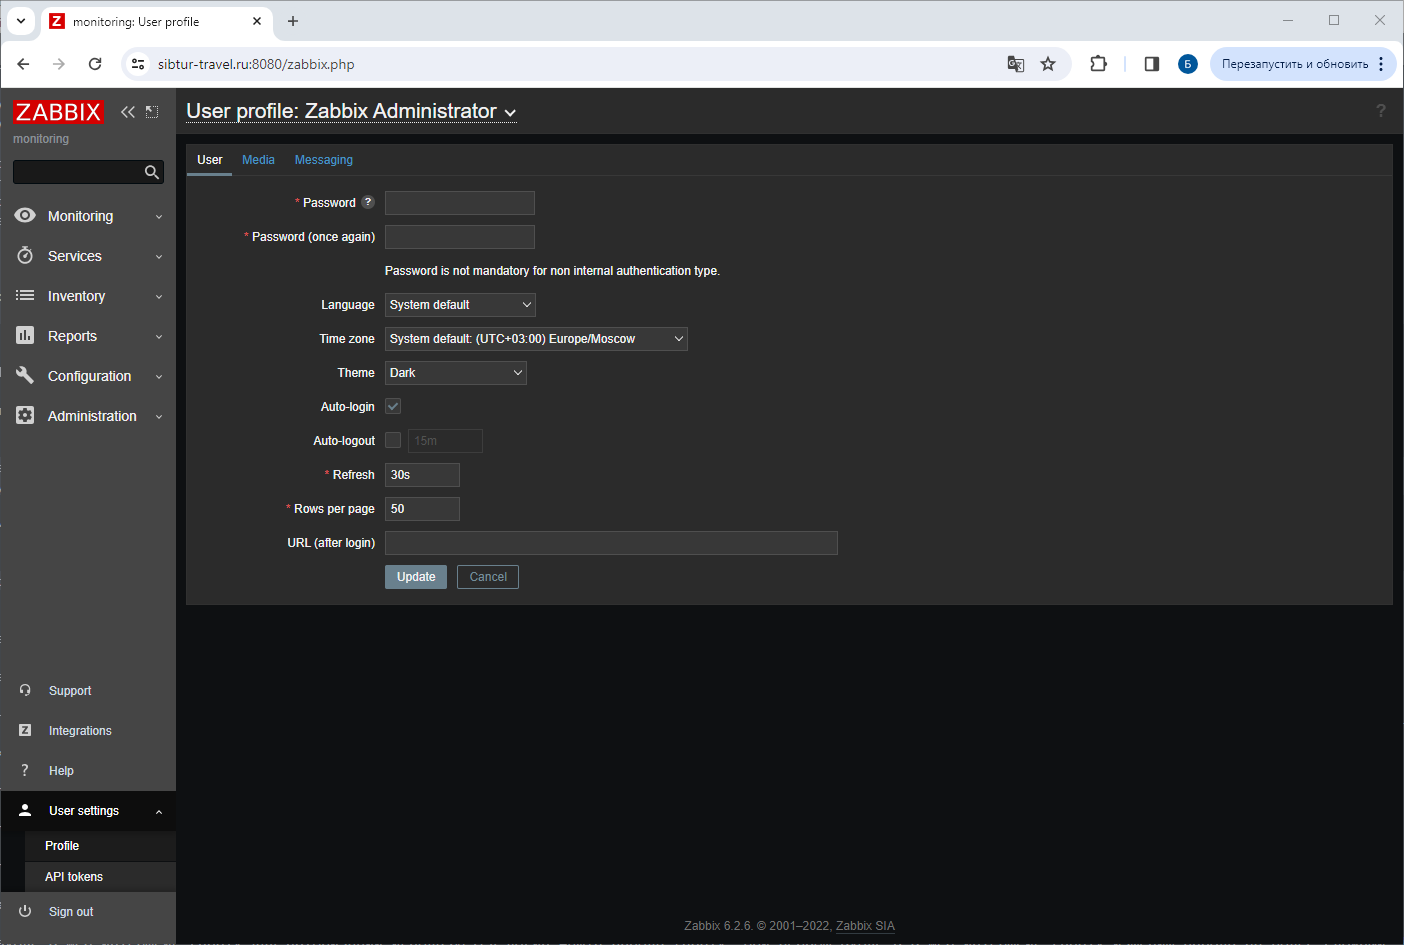 monitoring: User profile
sibtur-travel.ru:8080/zabbix.php
Б
Перезапустить и обновить
ZABBIX
monitoring
Monitoring
Services
Inventory
Reports
Configuration
Administration
Support
Integrations
Help
User settings
Profile
API tokens
Sign out
User profile: Zabbix Administrator
?
User Media Messaging
* Password ?
* Password (once again)
Password is not mandatory for non internal authentication type.
Language System default
Time zone System default: (UTC+03:00) Europe/Moscow
Theme Dark
Auto-login
Auto-logout 15m
* Refresh 30s
* Rows per page 50
URL (after login)
Update Cancel
Zabbix 6.2.6. © 2001–2022, Zabbix SIA